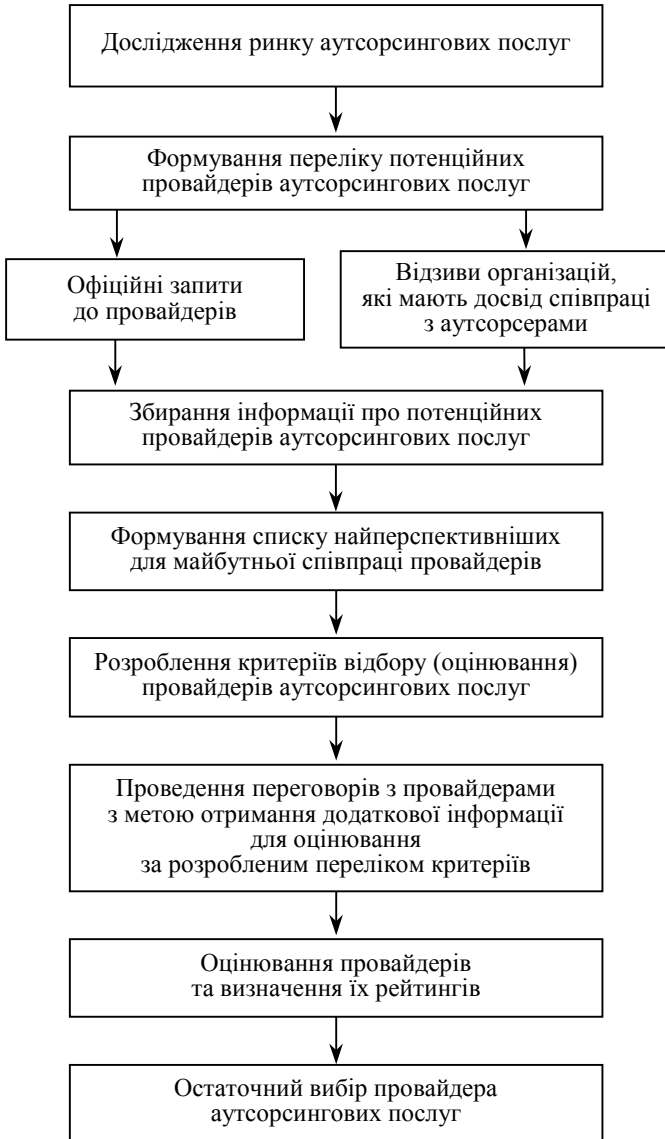 Дослідження ринку аутсорсингових послуг
Формування переліку потенційних
провайдерів аутсорсингових послуг
Офіційні запити
до провайдерів
Відзиви організацій,
які мають досвід співпраці
з аутсорсерами
Збирання інформації про потенційних
провайдерів аутсорсингових послуг
Формування списку найперспективніших
для майбутньої співпраці провайдерів
Розроблення критеріїв відбору (оцінювання)
провайдерів аутсорсингових послуг
Проведення переговорів з провайдерами
з метою отримання додаткової інформації
для оцінювання
за розробленим переліком критеріїв
Оцінювання провайдерів
та визначення їх рейтингів
Остаточний вибір провайдера
аутсорсингових послуг